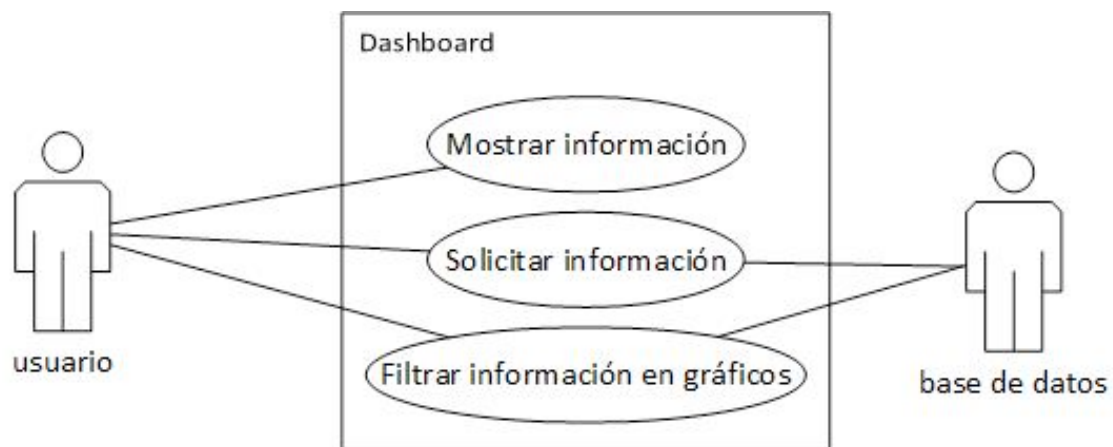 Dashboard
Mostrar información
Solicitar información
Filtrar información en gráficos
usuario
base de datos